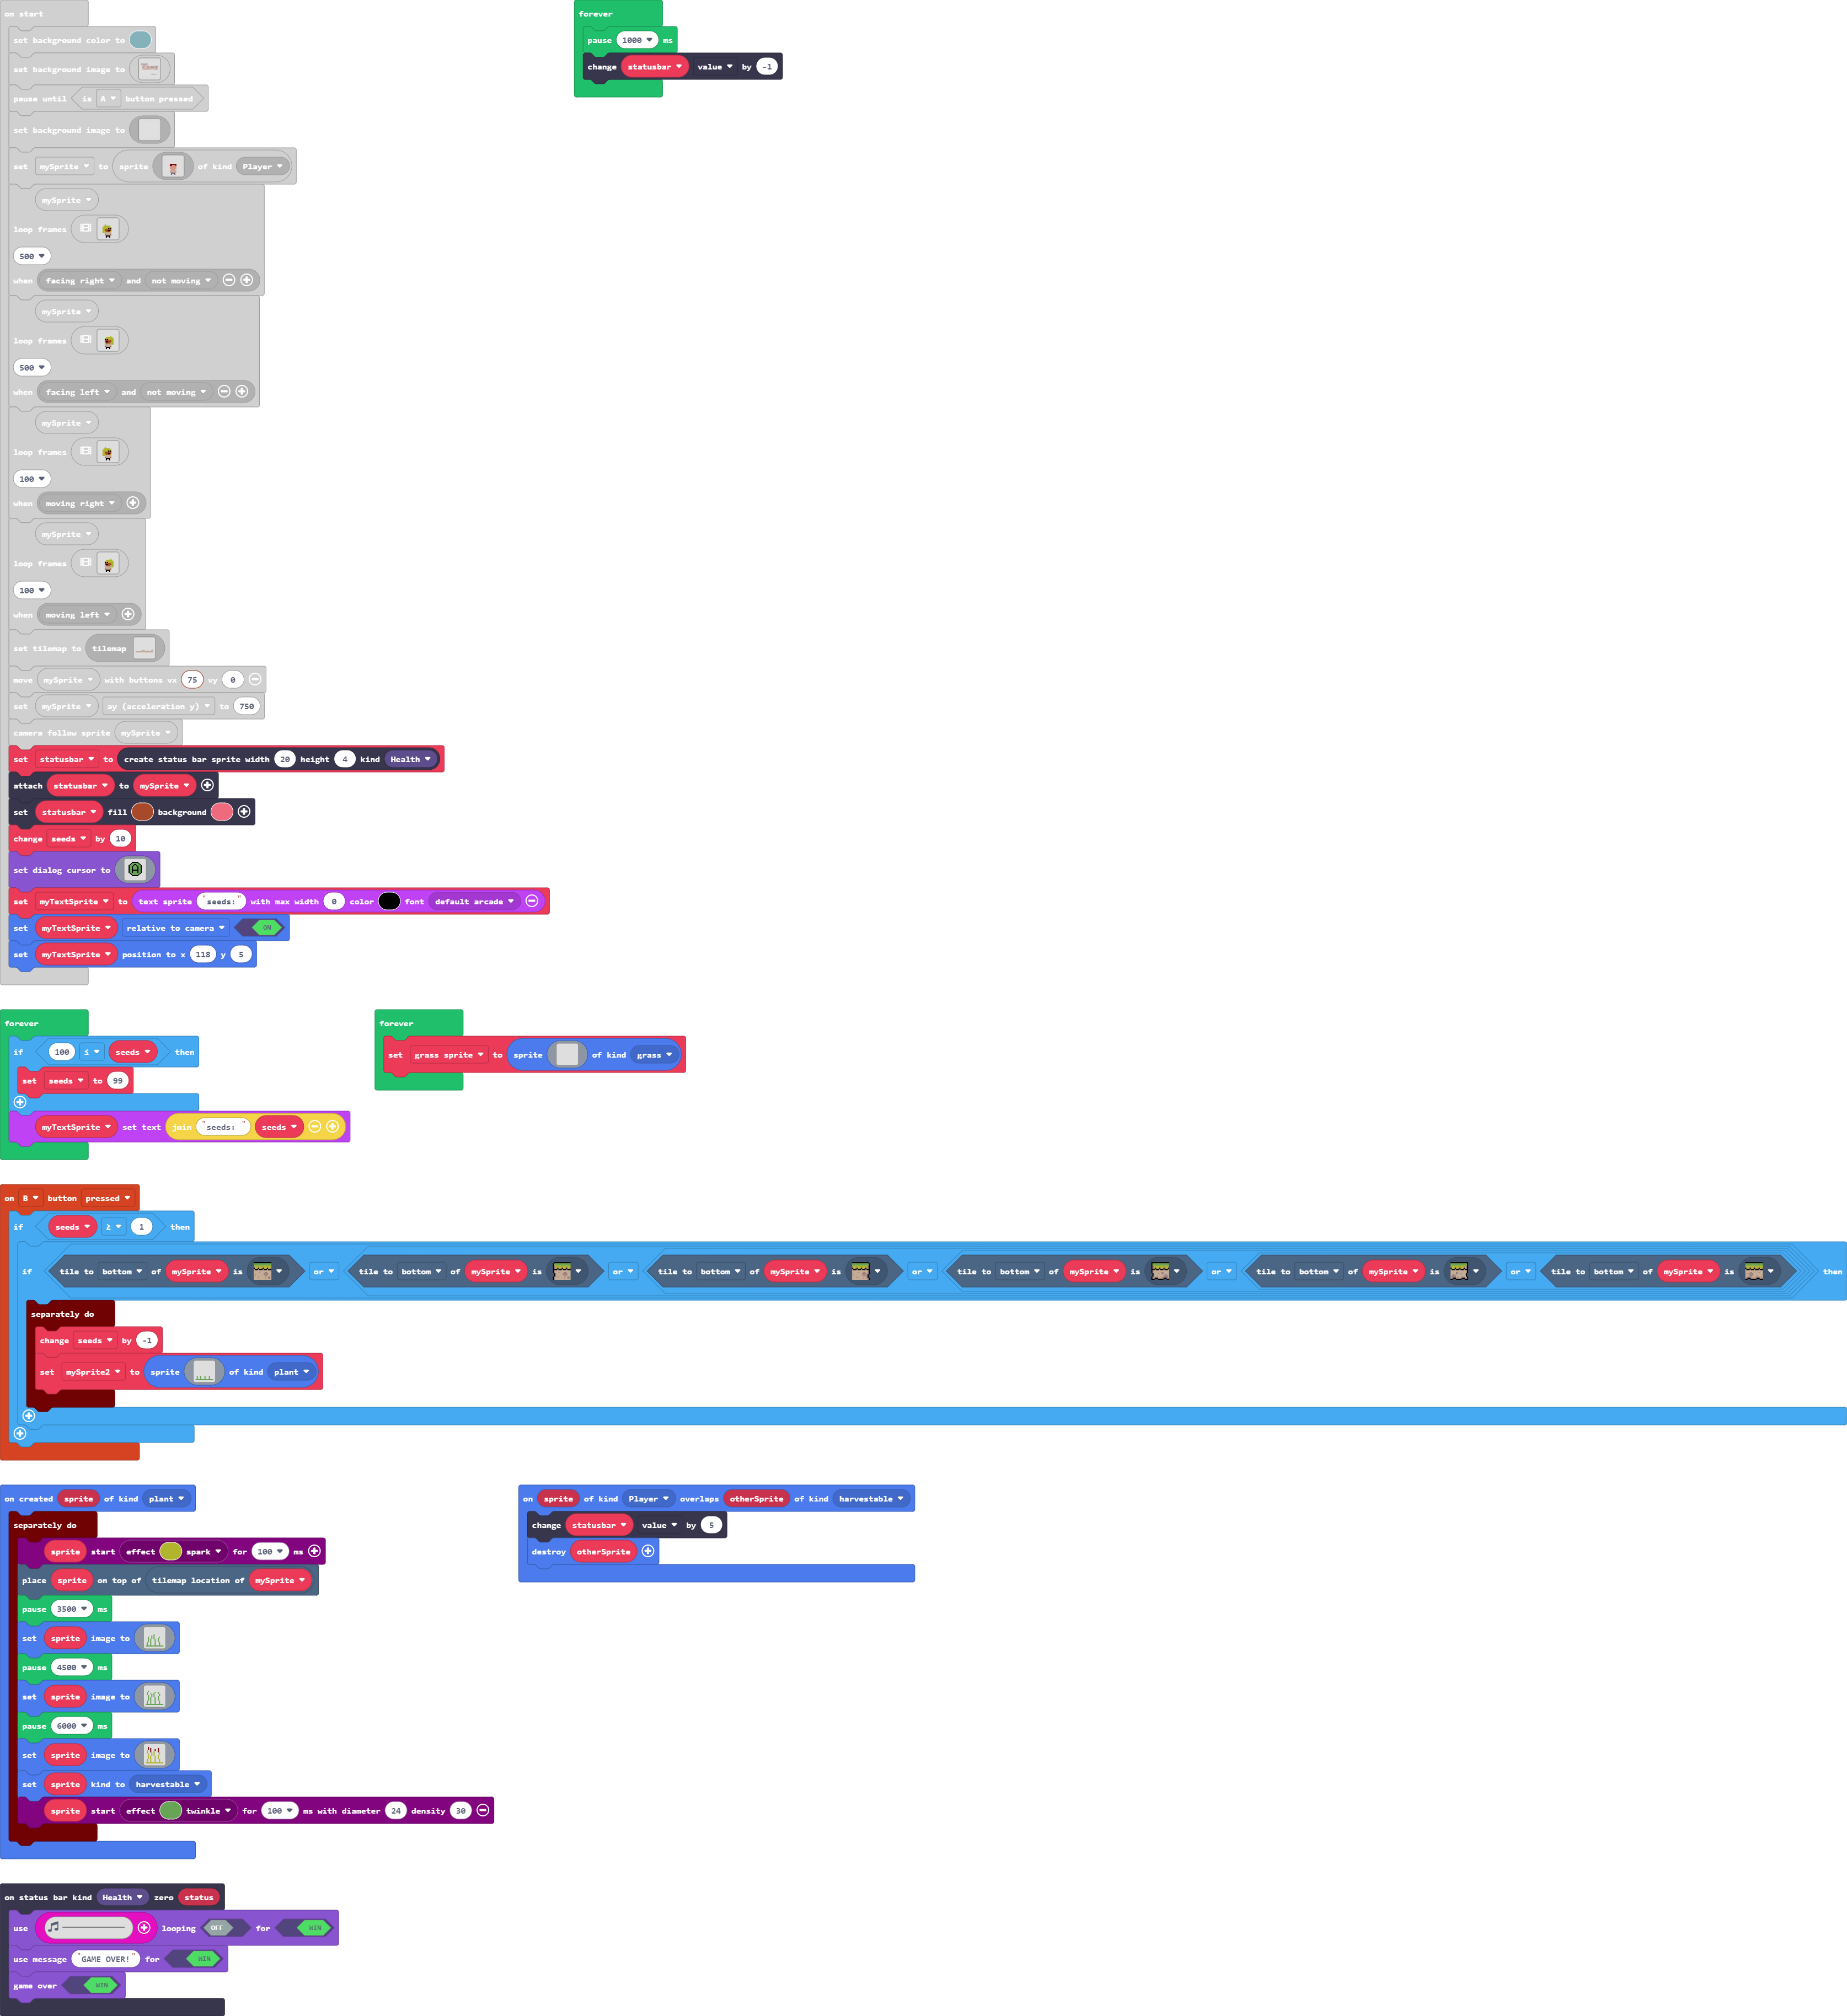 on start
set background color to
set background image to
pause until is A button pressed
set background image to
set mySprite to sprite of kind Player
mySprite
loop frames
500
when facing right and not moving
mySprite
loop frames
500
when facing left and not moving
mySprite
loop frames
100
when moving right
mySprite
loop frames
100
when moving left
set tilemap to tilemap
move mySprite with buttons vx 75 vy 0
set mySprite ay (acceleration y) to 750
camera follow sprite mySprite
set statusbar to create status bar sprite width 20 height 4 kind Health
attach statusbar to mySprite
set statusbar fill background
change seeds by 10
set dialog cursor to A
set myTextSprite to text sprite "seeds:" with max width 0 color font default arcade
set myTextSprite relative to camera ON
set myTextSprite position to x 118 y 5
forever
pause 1000 ms
change statusbar value by -1
forever
if 100 ≤ seeds then
set seeds to 99
myTextSprite set text join "seeds: " seeds
forever
set grass sprite to sprite of kind grass
on B button pressed
if seeds ≥ 1 then
if tile to bottom of mySprite is or tile to bottom of mySprite is or tile to bottom of mySprite is or tile to bottom of mySprite is or tile to bottom of mySprite is or tile to bottom of mySprite is then
separately do
change seeds by -1
set mySprite2 to sprite of kind plant
on created sprite of kind plant
separately do
sprite start effect spark for 100 ms
place sprite on top of tilemap location of mySprite
pause 3500 ms
set sprite image to
pause 4500 ms
set sprite image to
pause 6000 ms
set sprite image to
set sprite kind to harvestable
sprite start effect twinkle for 100 ms with diameter 24 density 30
on sprite of kind Player overlaps otherSprite of kind harvestable
change statusbar value by 5
destroy otherSprite
on status bar kind Health zero status
use looping OFF for WIN
use message "GAME OVER!" for WIN
game over WIN